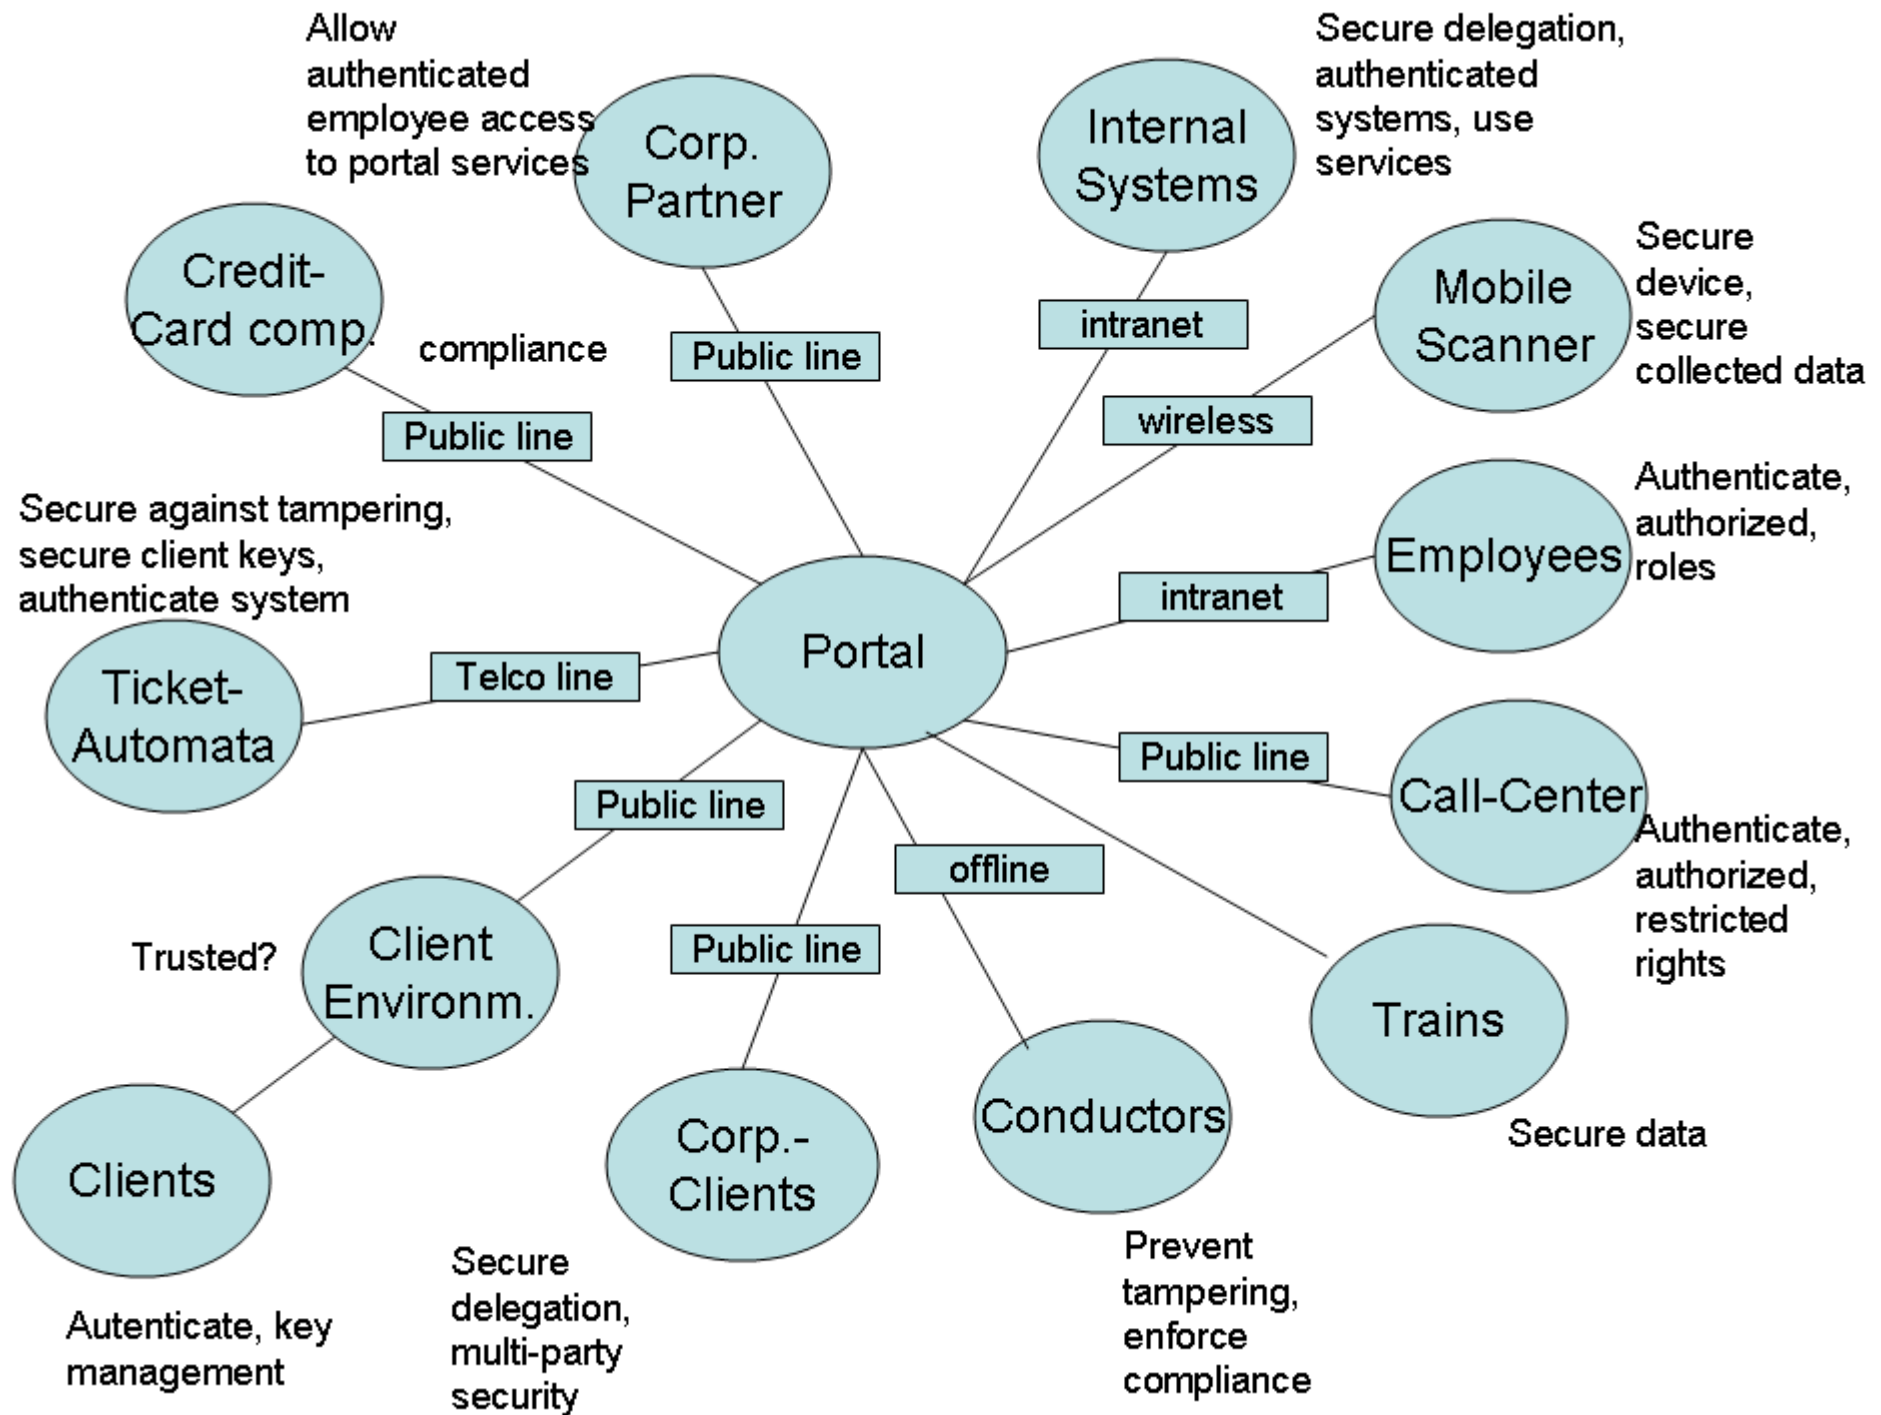 Allow
authenticated
employee access
to portal services
Corp.
Partner
Internal
Systems
Secure delegation,
authenticated
systems, use
services
Credit-
Card comp.
compliance
Public line
Public line
intranet
Mobile
Scanner
Secure
device,
secure
collected data
wireless
Secure against tampering,
secure client keys,
authenticate system
Employees
Authenticate,
authorized,
roles
intranet
Ticket-
Automata
Telco line
Portal
Public line
Call-Center
Authenticate,
authorized,
restricted
rights
Public line
offline
Trusted?
Client
Environm.
Public line
Trains
Secure data
Clients
Autenticate, key
management
Corp.-
Clients
Secure
delegation,
multi-party
security
Conductors
Prevent
tampering,
enforce
compliance